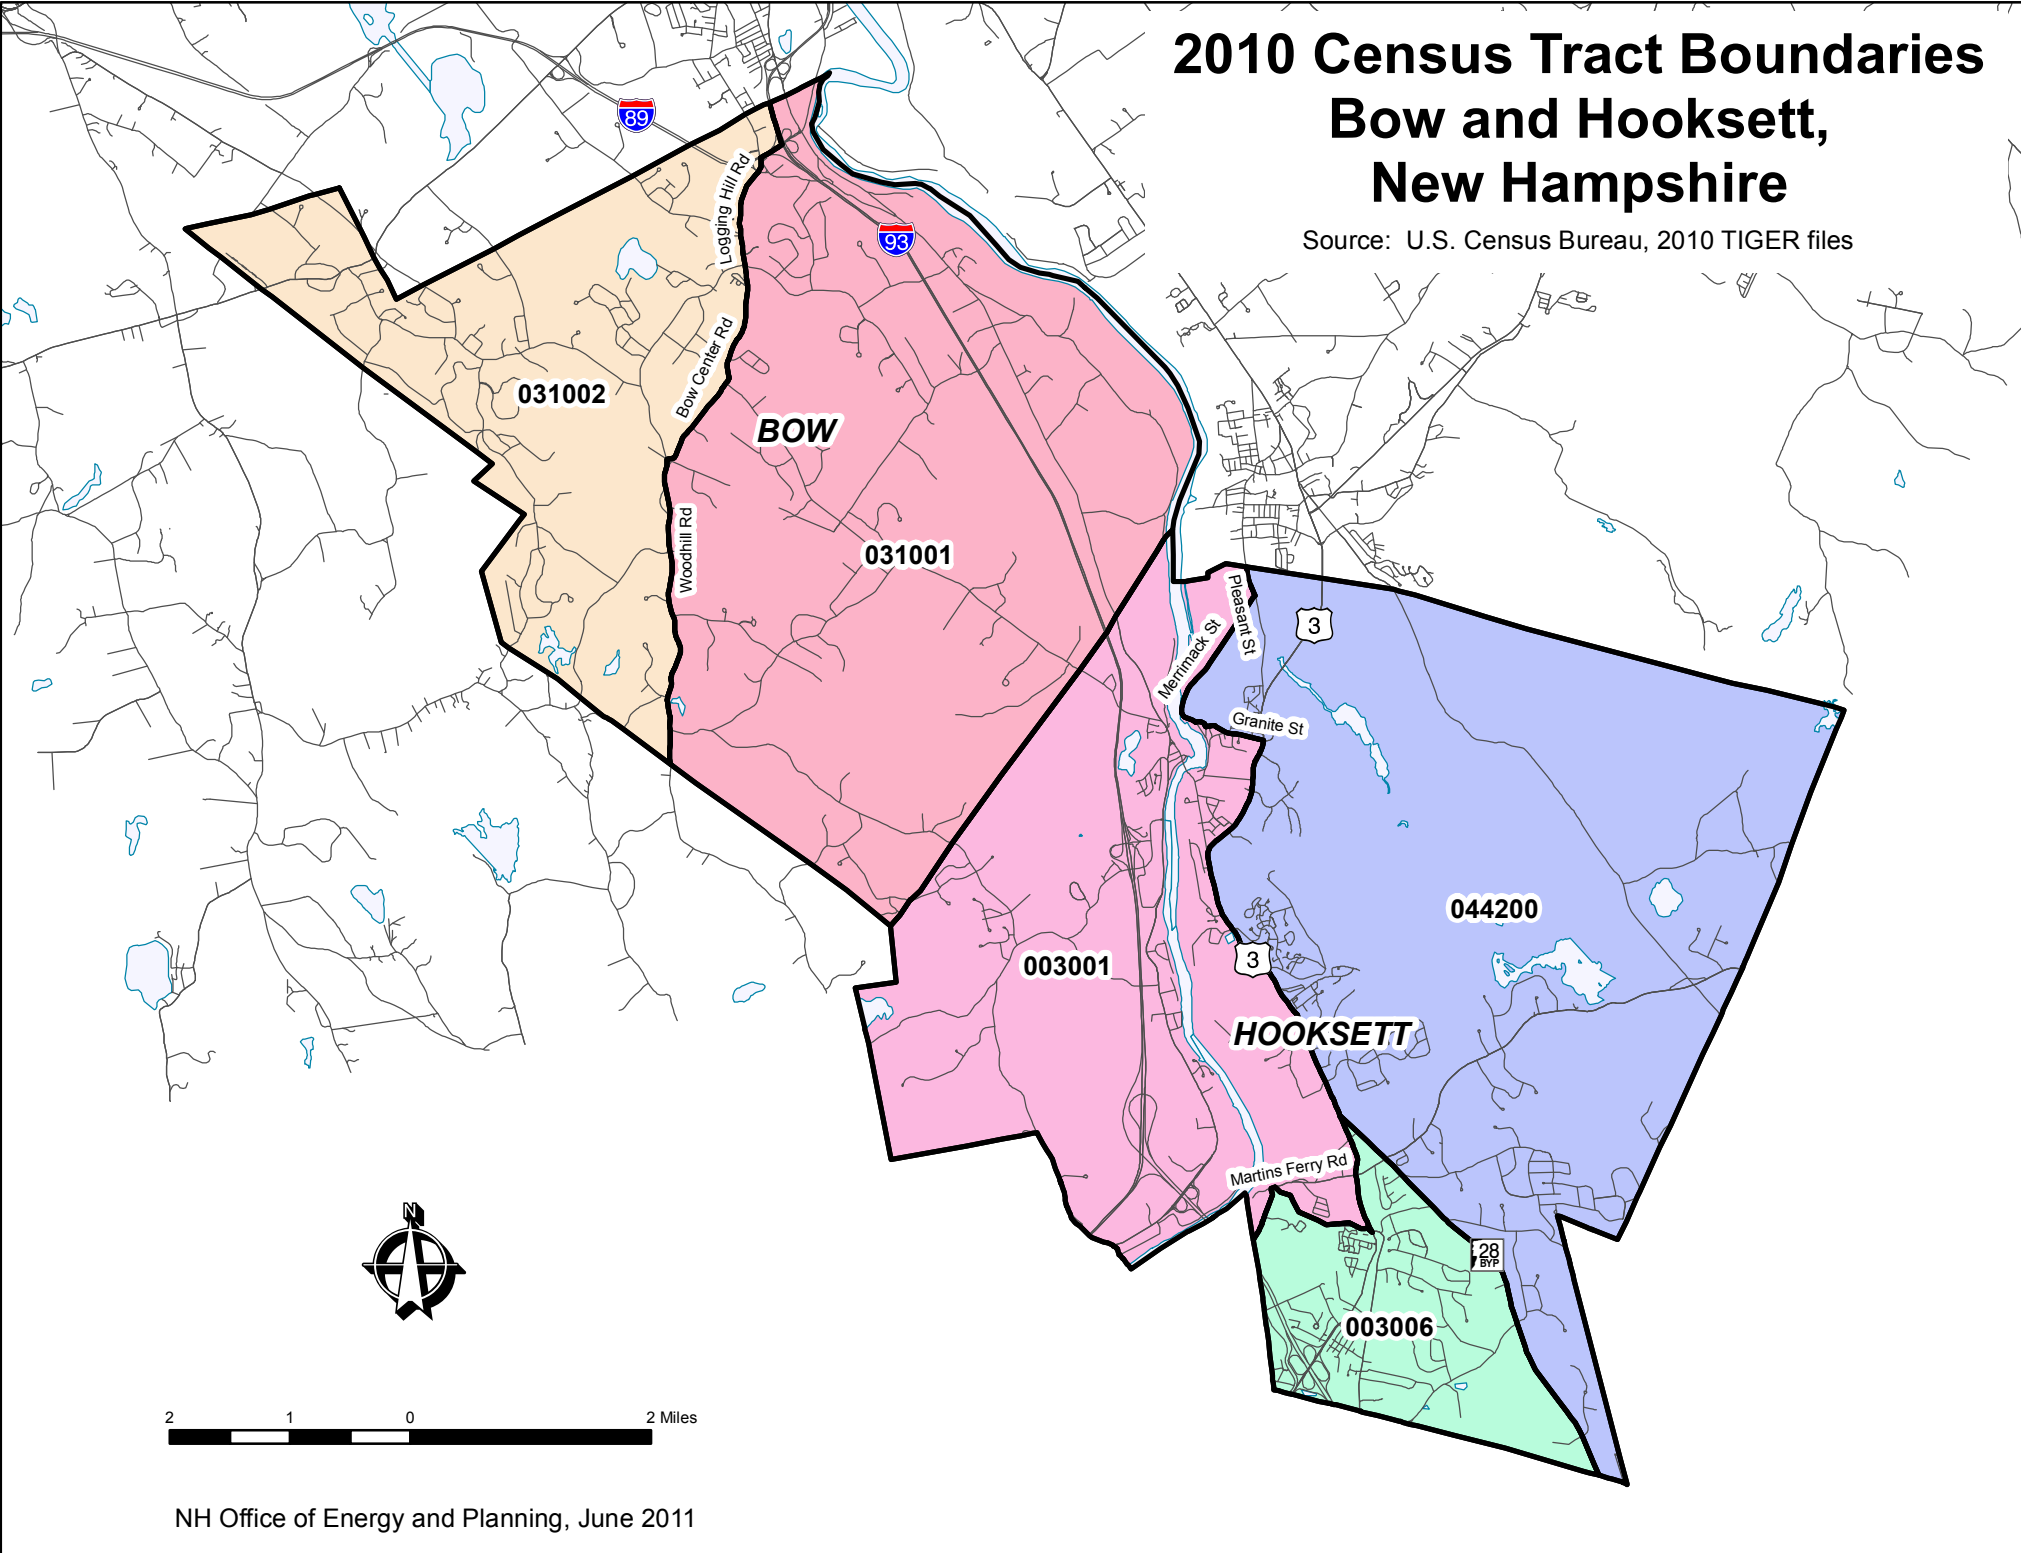 2010 Census Tract Boundaries
Bow and Hooksett,
New Hampshire
Source: U.S. Census Bureau, 2010 TIGER files
89
Logging Hill Rd
93
Bow Center Rd
031002
BOW
Woodhill Rd
031001
Pleasant St
3
Merrimack St
Granite St
044200
003001
3
HOOKSETT
Martins Ferry Rd
N
28
BYP
003006
2 1 0 2 Miles
NH Office of Energy and Planning, June 2011